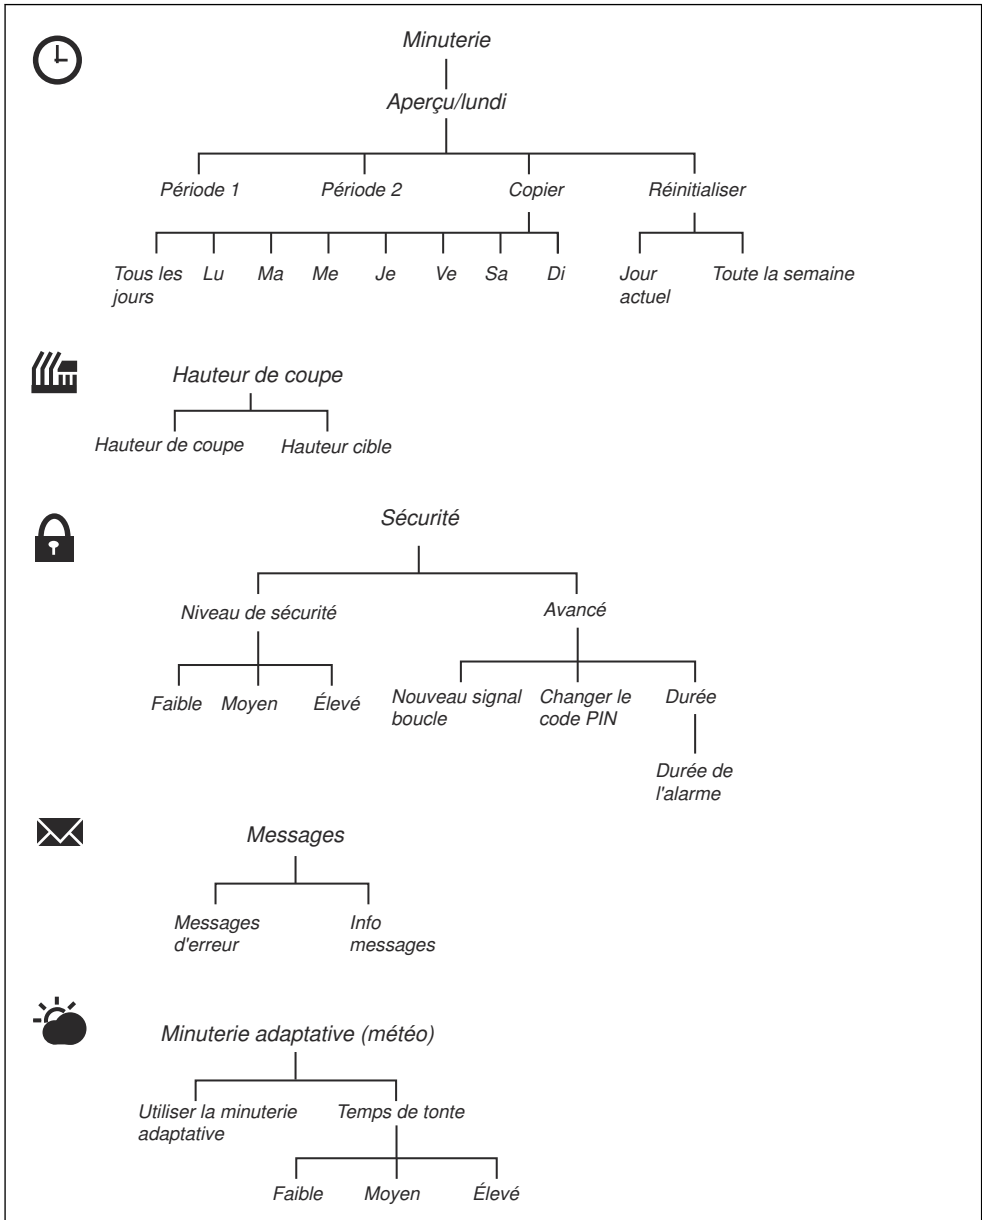 Minuterie
Aperçu/lundi
Période 1
Période 2
Copier
Réinitialiser
Tous les
jours
Lu
Ma
Me
Je
Ve
Sa
Di
Jour
actuel
Toute la semaine
Hauteur de coupe
Hauteur de coupe
Hauteur cible
Sécurité
Niveau de sécurité
Avancé
Faible
Moyen
Élevé
Nouveau signal
boucle
Changer le
code PIN
Durée
Durée de
l'alarme
Messages
Messages
d'erreur
Info
messages
Minuterie adaptative (météo)
Utiliser la minuterie
adaptative
Temps de tonte
Faible
Moyen
Élevé